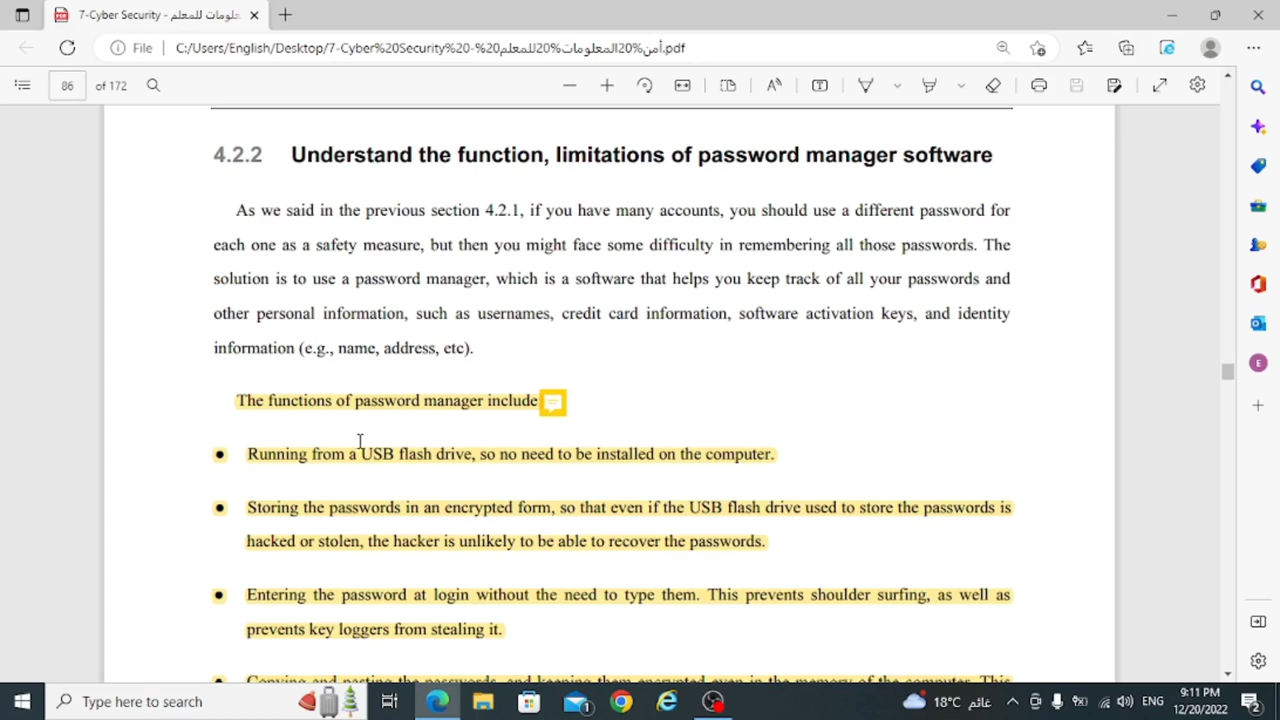 7-Cyber Security - أمن المعلومات للمعلم
File C:/Users/English/Desktop/7-Cyber%20Security%20-%20أمن%20المعلومات%20للمعلم.pdf
86 of 172
4.2.2 Understand the function, limitations of password manager software
As we said in the previous section 4.2.1, if you have many accounts, you should use a different password for
each one as a safety measure, but then you might face some difficulty in remembering all those passwords. The
solution is to use a password manager, which is a software that helps you keep track of all your passwords and
other personal information, such as usernames, credit card information, software activation keys, and identity
information (e.g., name, address, etc).
The functions of password manager include
● Running from a USB flash drive, so no need to be installed on the computer.
● Storing the passwords in an encrypted form, so that even if the USB flash drive used to store the passwords is
hacked or stolen, the hacker is unlikely to be able to recover the passwords.
● Entering the password at login without the need to type them. This prevents shoulder surfing, as well as
prevents key loggers from stealing it.
● Copying and pasting the passwords, and keeping them encrypted even in the memory of the computer. This
Type here to search
1
18°C غائم
ENG
9:11 PM
12/20/2022
2
E